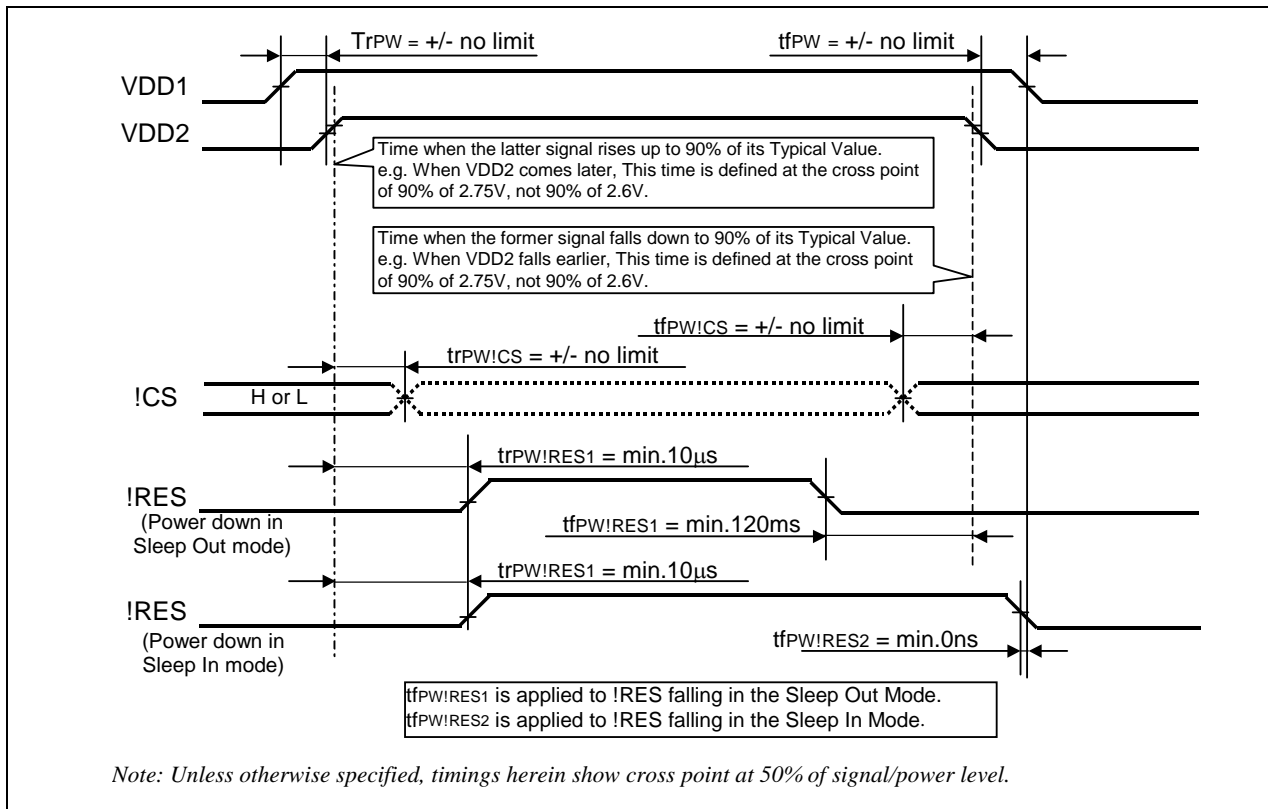 TrPW = +/- no limit
tfPW = +/- no limit
VDD1
VDD2
Time when the latter signal rises up to 90% of its Typical Value.
e.g. When VDD2 comes later, This time is defined at the cross point
of 90% of 2.75V, not 90% of 2.6V.
Time when the former signal falls down to 90% of its Typical Value.
e.g. When VDD2 falls earlier, This time is defined at the cross point
of 90% of 2.75V, not 90% of 2.6V.
tfPW!CS = +/- no limit
trPW!CS = +/- no limit
!CS
H or L
trPW!RES1 = min.10μs
!RES
(Power down in
Sleep Out mode)
tfPW!RES1 = min.120ms
trPW!RES1 = min.10μs
!RES
(Power down in
Sleep In mode)
tfPW!RES2 = min.0ns
tfPW!RES1 is applied to !RES falling in the Sleep Out Mode.
tfPW!RES2 is applied to !RES falling in the Sleep In Mode.
Note: Unless otherwise specified, timings herein show cross point at 50% of signal/power level.